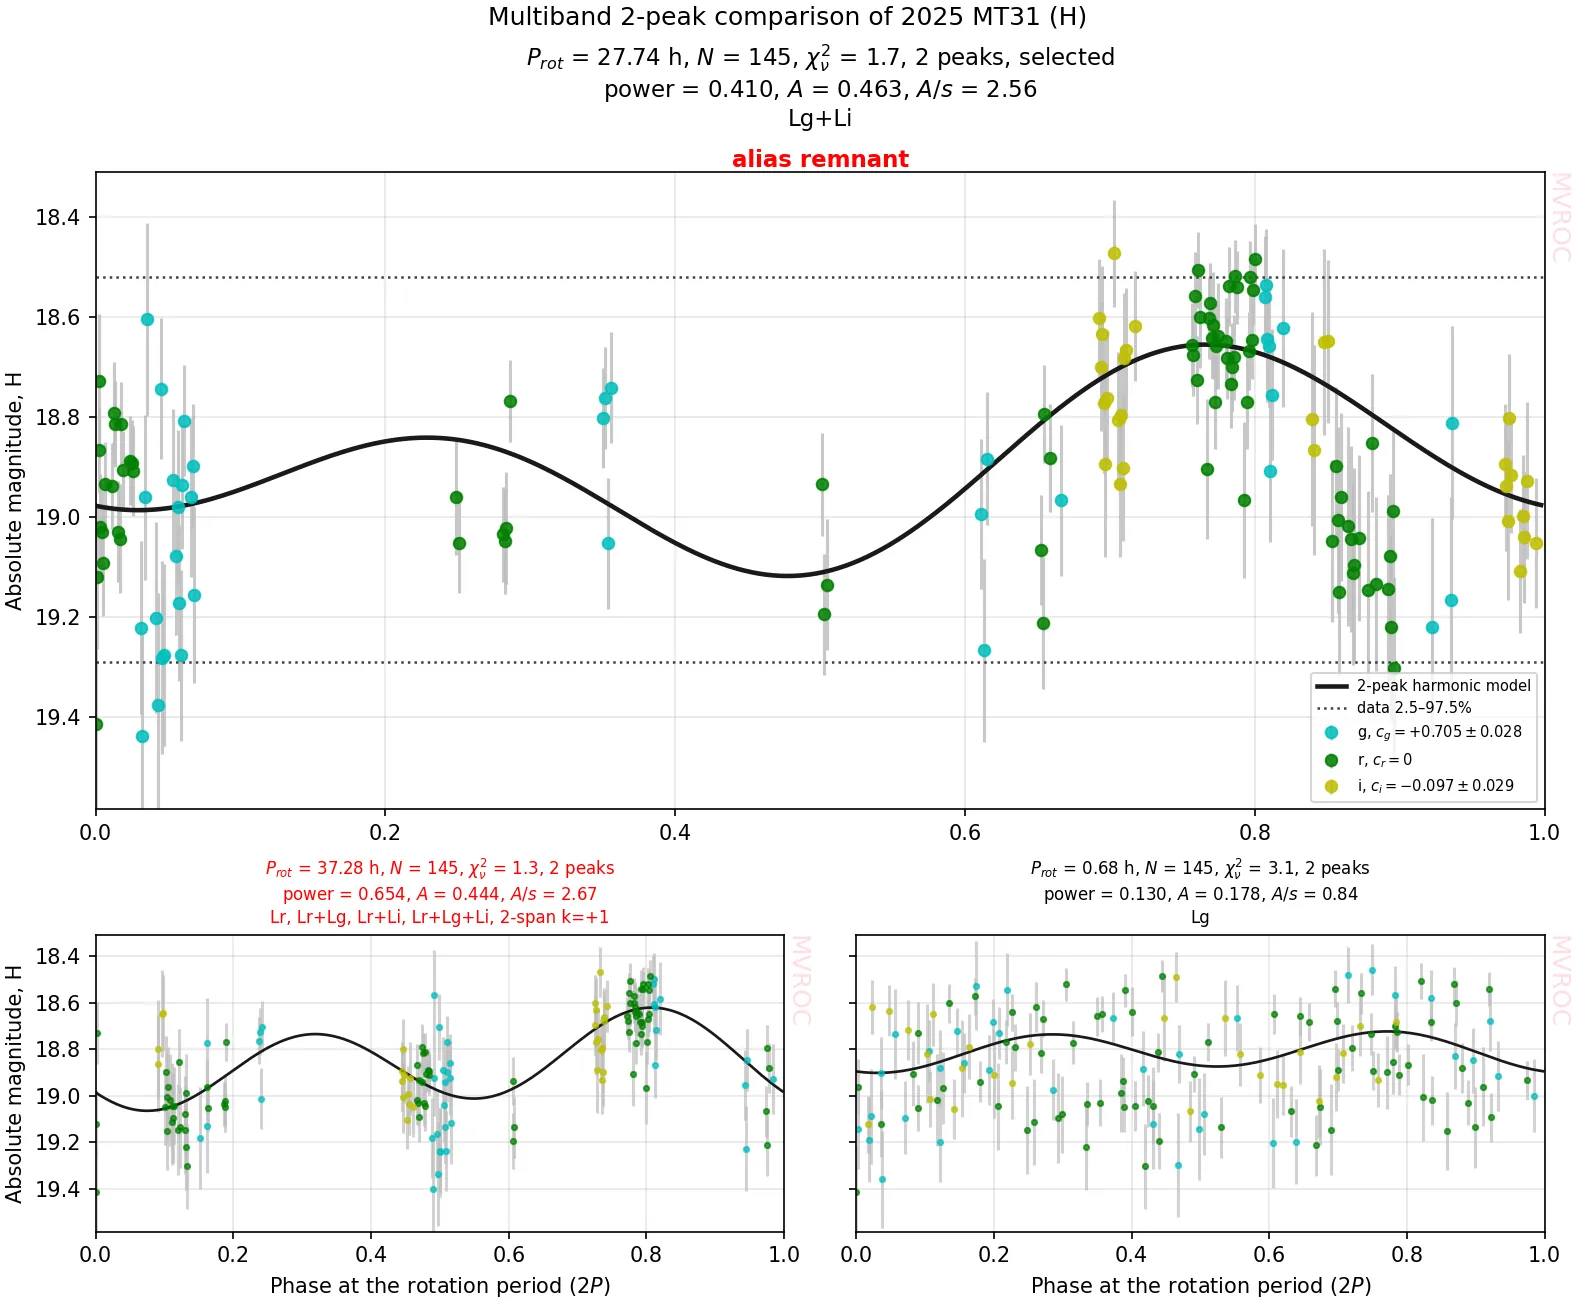 Multiband 2-peak comparison of 2025 MT31 (H)
P_rot = 27.74 h, N = 145, χ²_ν = 1.7, 2 peaks, selected
power = 0.410, A = 0.463, A/s = 2.56
Lg+Li
alias remnant
MVROC
Absolute magnitude, H
18.4
18.6
18.8
19.0
19.2
19.4
2-peak harmonic model
data 2.5–97.5%
g, c_g = +0.705 ± 0.028
r, c_r = 0
i, c_i = −0.097 ± 0.029
0.0 0.2 0.4 0.6 0.8 1.0
P_rot = 37.28 h, N = 145, χ²_ν = 1.3, 2 peaks
power = 0.654, A = 0.444, A/s = 2.67
Lr, Lr+Lg, Lr+Li, Lr+Lg+Li, 2-span k=+1
MVROC
Absolute magnitude, H
18.4
18.6
18.8
19.0
19.2
19.4
0.0 0.2 0.4 0.6 0.8 1.0
Phase at the rotation period (2P)
P_rot = 0.68 h, N = 145, χ²_ν = 3.1, 2 peaks
power = 0.130, A = 0.178, A/s = 0.84
Lg
MVROC
0.0 0.2 0.4 0.6 0.8 1.0
Phase at the rotation period (2P)